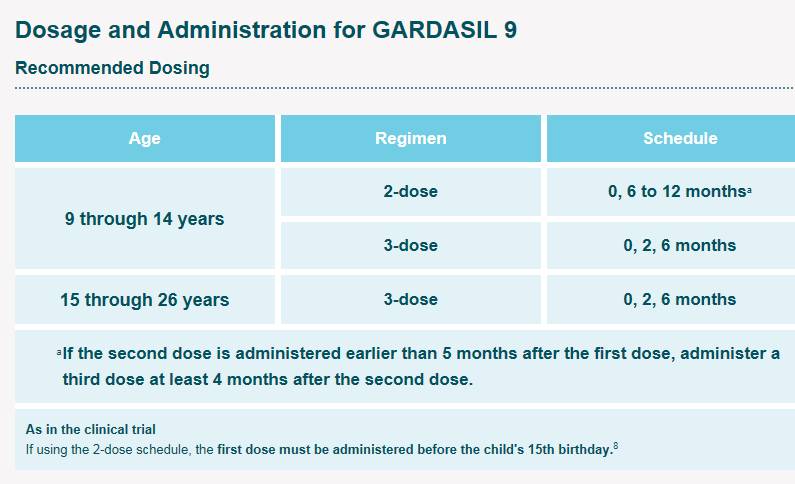 Dosage and Administration for GARDASIL 9
Recommended Dosing
Age Regimen Schedule
9 through 14 years
2-dose 0, 6 to 12 monthsᵃ
3-dose 0, 2, 6 months
15 through 26 years 3-dose 0, 2, 6 months
ᵃIf the second dose is administered earlier than 5 months after the first dose, administer a
third dose at least 4 months after the second dose.
As in the clinical trial
If using the 2-dose schedule, the first dose must be administered before the child's 15th birthday.⁸